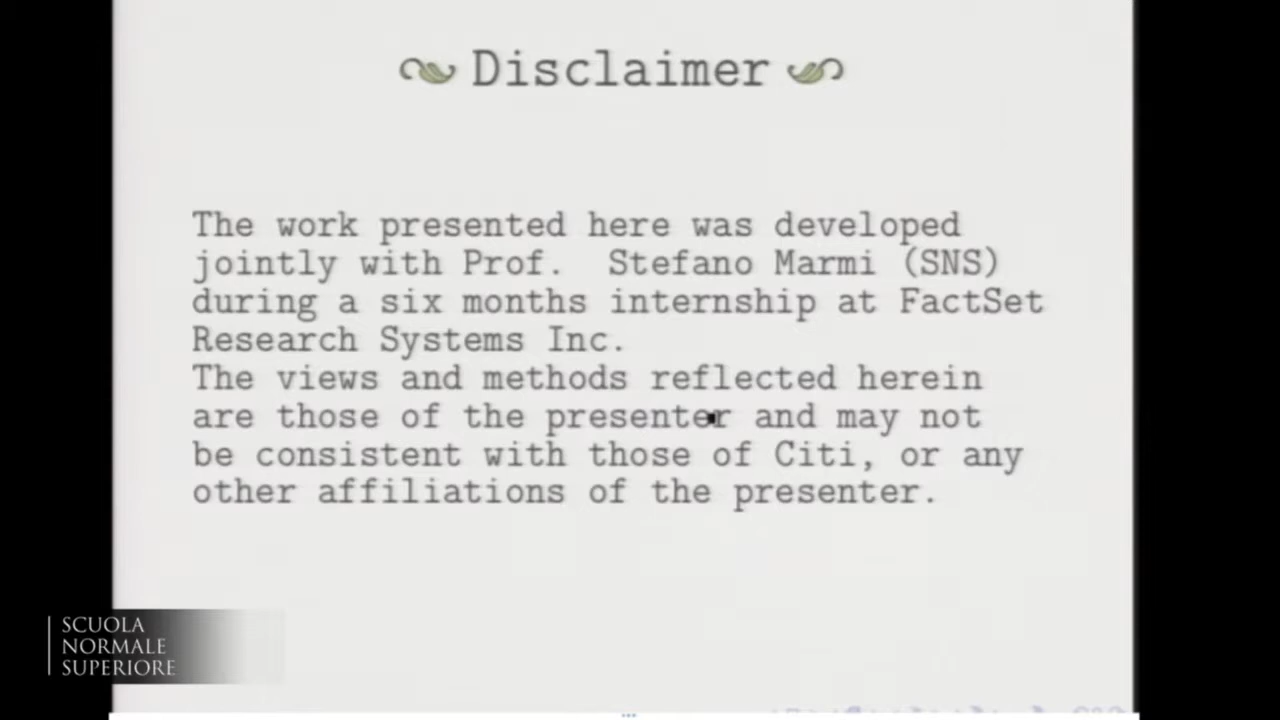 Disclaimer
The work presented here was developed
jointly with Prof. Stefano Marmi (SNS)
during a six months internship at FactSet
Research Systems Inc.
The views and methods reflected herein
are those of the presenter and may not
be consistent with those of Citi, or any
other affiliations of the presenter.
SCUOLA
NORMALE
SUPERIORE